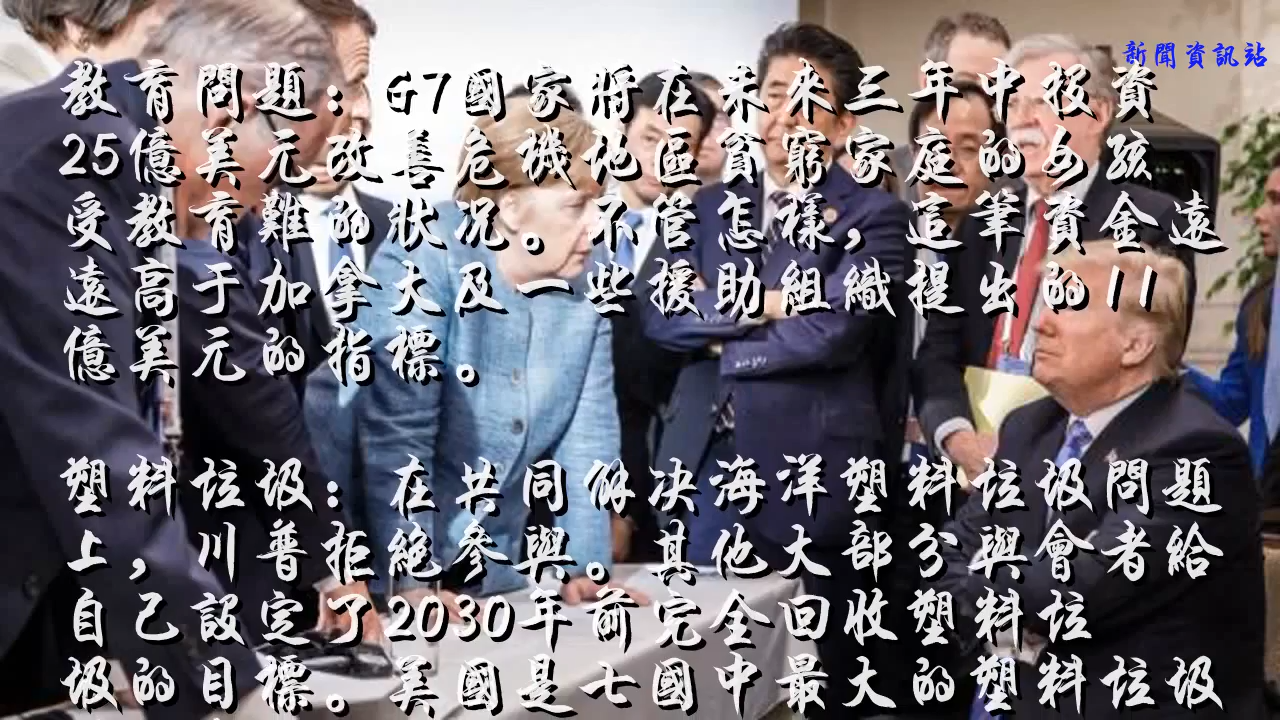 新聞資訊站
教育問題：G7國家將在未來三年中投資
25億美元改善危機地區貧窮家庭的女孩
受教育難的狀況。不管怎樣，這筆資金遠
遠高于加拿大及一些援助組織提出的11
億美元的指標。
塑料垃圾：在共同解决海洋塑料垃圾問題
上，川普拒絕參與。其他大部分與會者給
自己設定了2030年前完全回收塑料垃
圾的目標。美國是七國中最大的塑料垃圾